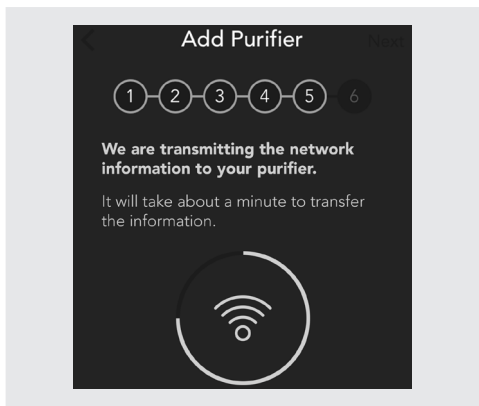 Add Purifier Next
1 2 3 4 5 6
We are transmitting the network
information to your purifier.
It will take about a minute to transfer
the information.